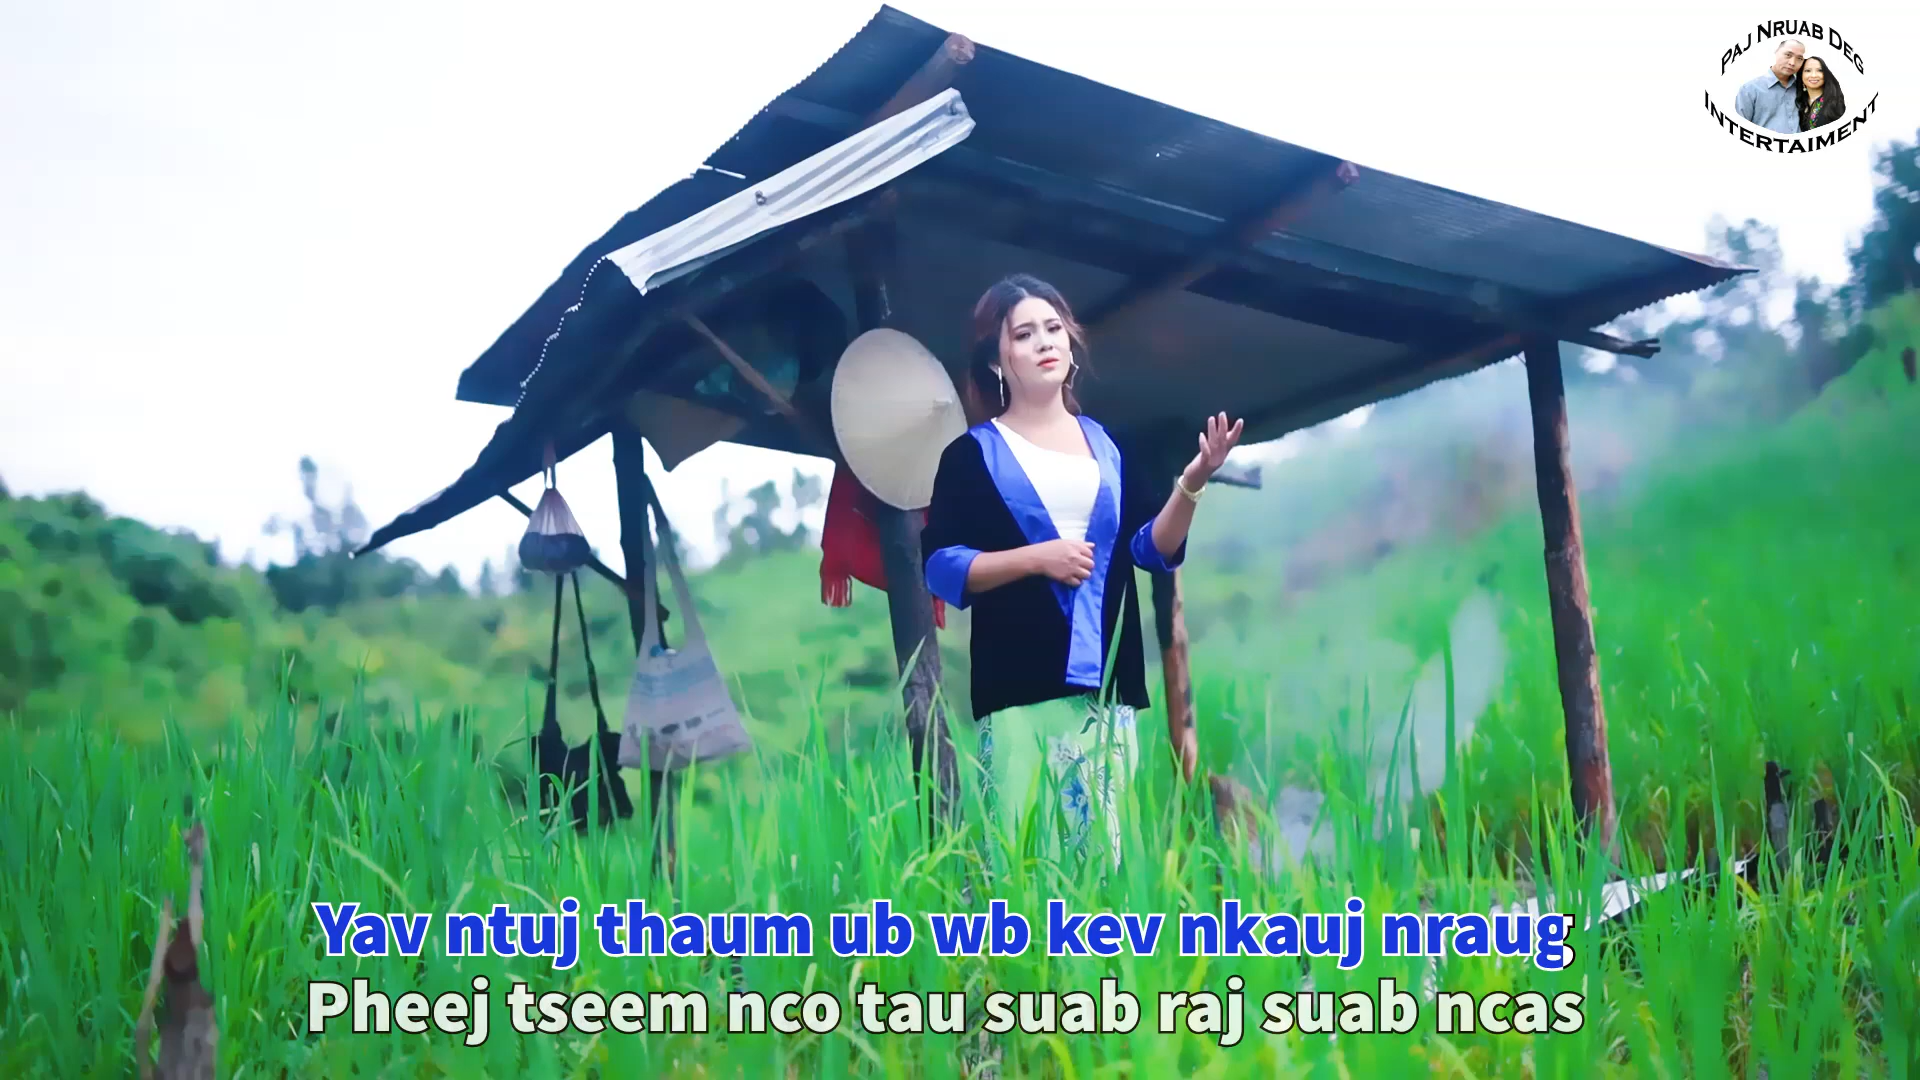 PAJ NRUAB DEG
INTERTAIMENT
Yav ntuj thaum ub wb kev nkauj nraug
Pheej tseem nco tau suab raj suab ncas